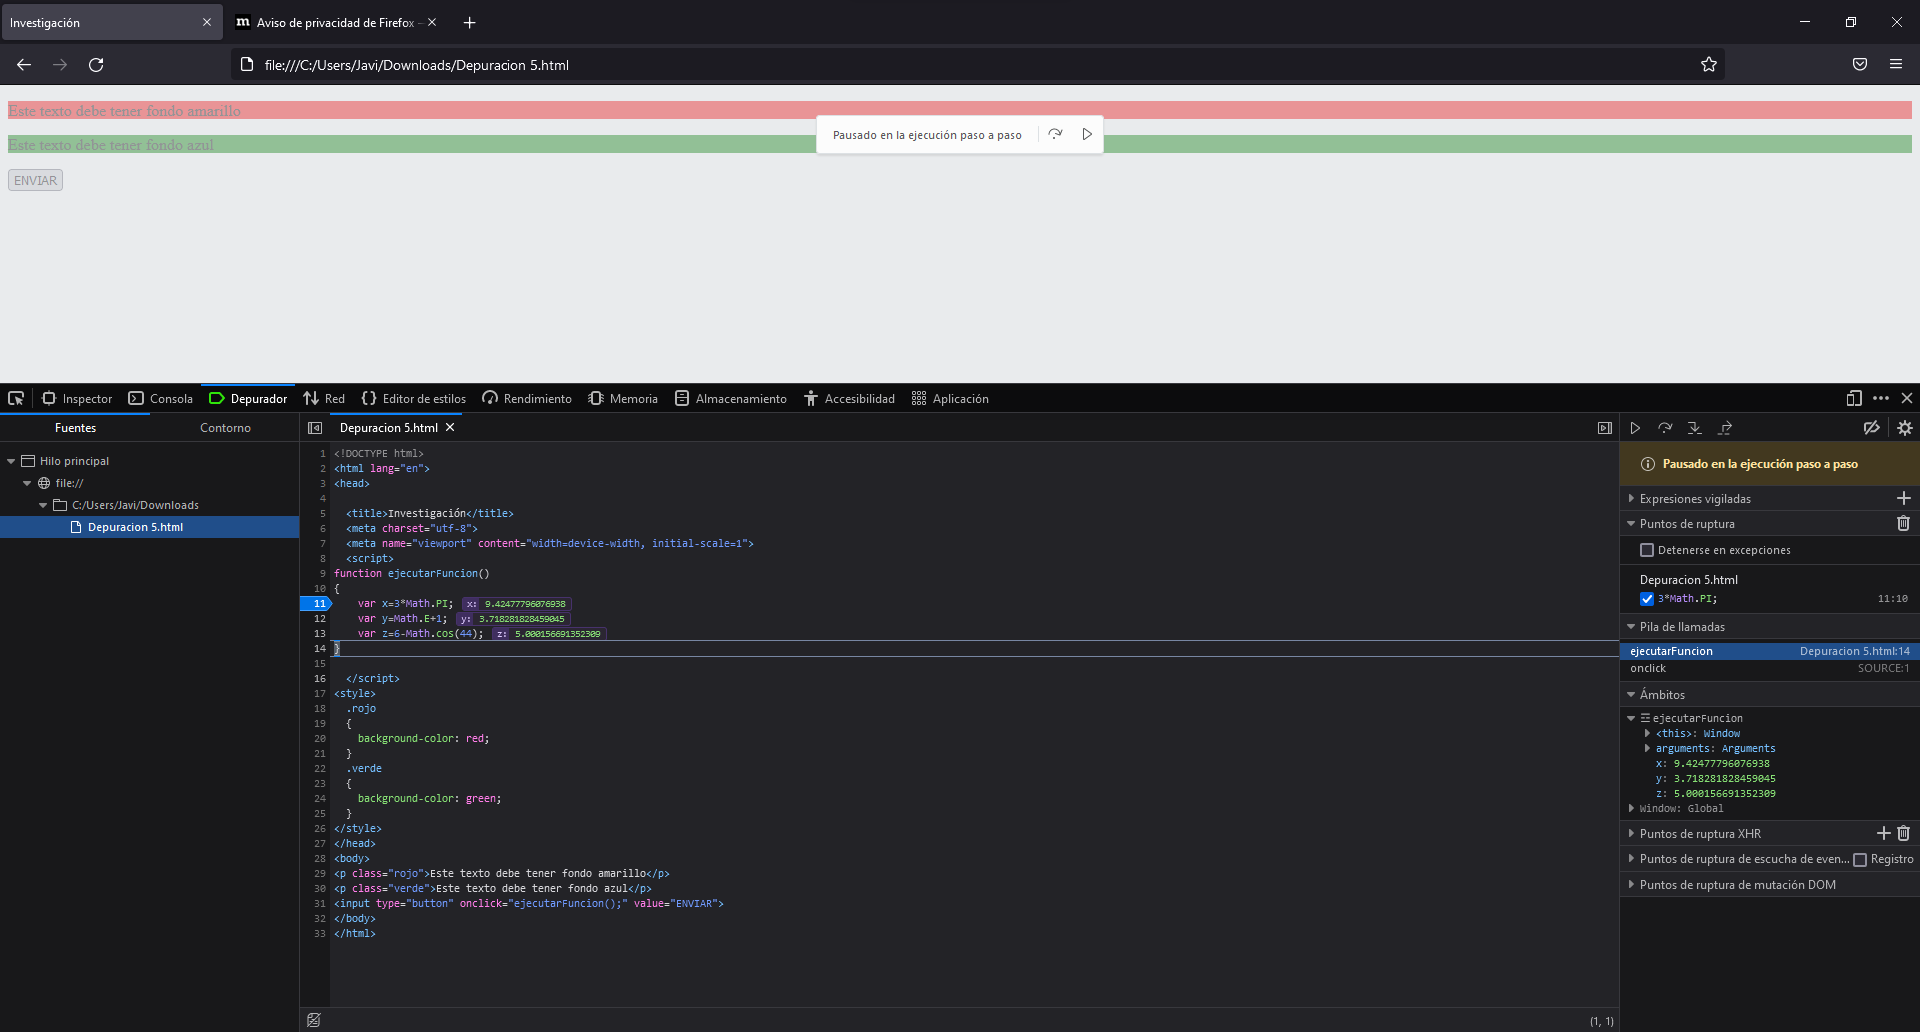 Investigación
m Aviso de privacidad de Firefox —
file:///C:/Users/Javi/Downloads/Depuracion 5.html
Este texto debe tener fondo amarillo
Este texto debe tener fondo azul
Pausado en la ejecución paso a paso
ENVIAR
Inspector Consola Depurador Red Editor de estilos Rendimiento Memoria Almacenamiento Accesibilidad Aplicación
Fuentes Contorno
Hilo principal
file://
C:/Users/Javi/Downloads
Depuracion 5.html
Depuracion 5.html
1 <!DOCTYPE html>
2 <html lang="en">
3 <head>
4
5 <title>Investigación</title>
6 <meta charset="utf-8">
7 <meta name="viewport" content="width=device-width, initial-scale=1">
8 <script>
9 function ejecutarFuncion()
10 {
11 var x=3*Math.PI; x: 9.42477796076938
12 var y=Math.E+1; y: 3.718281828459045
13 var z=6-Math.cos(44); z: 5.000156691352309
14 }
15
16 </script>
17 <style>
18 .rojo
19 {
20 background-color: red;
21 }
22 .verde
23 {
24 background-color: green;
25 }
26 </style>
27 </head>
28 <body>
29 <p class="rojo">Este texto debe tener fondo amarillo</p>
30 <p class="verde">Este texto debe tener fondo azul</p>
31 <input type="button" onclick="ejecutarFuncion();" value="ENVIAR">
32 </body>
33 </html>
(1, 1)
Pausado en la ejecución paso a paso
Expresiones vigiladas
Puntos de ruptura
Detenerse en excepciones
Depuracion 5.html
3*Math.PI; 11:10
Pila de llamadas
ejecutarFuncion Depuracion 5.html:14
onclick SOURCE:1
Ámbitos
ejecutarFuncion
<this>: Window
arguments: Arguments
x: 9.42477796076938
y: 3.718281828459045
z: 5.000156691352309
Window: Global
Puntos de ruptura XHR
Puntos de ruptura de escucha de even... Registro
Puntos de ruptura de mutación DOM